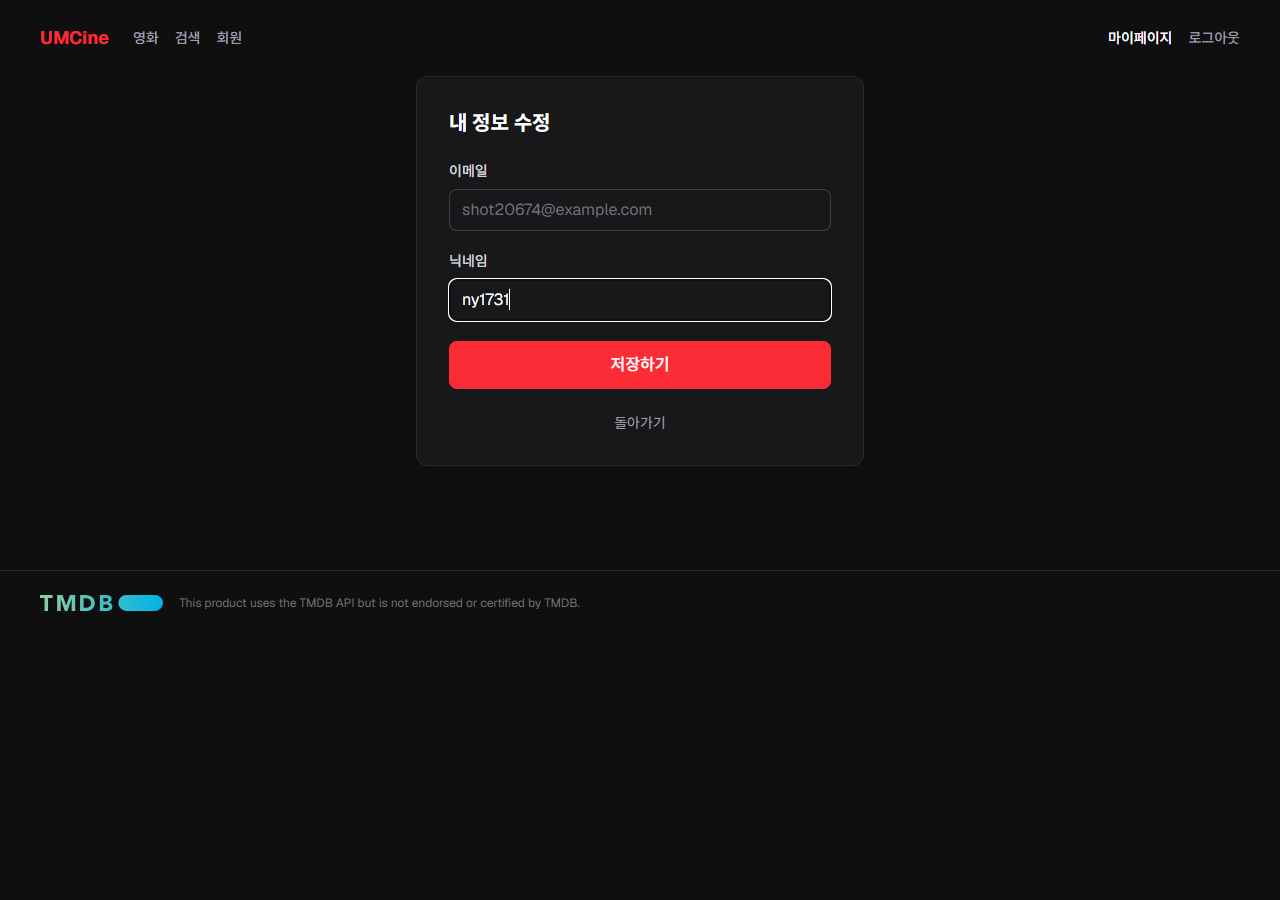 UMCine 영화 검색 회원 마이페이지 로그아웃
내 정보 수정
이메일
shot20674@example.com
닉네임
ny1731
저장하기
돌아가기
TMDB This product uses the TMDB API but is not endorsed or certified by TMDB.